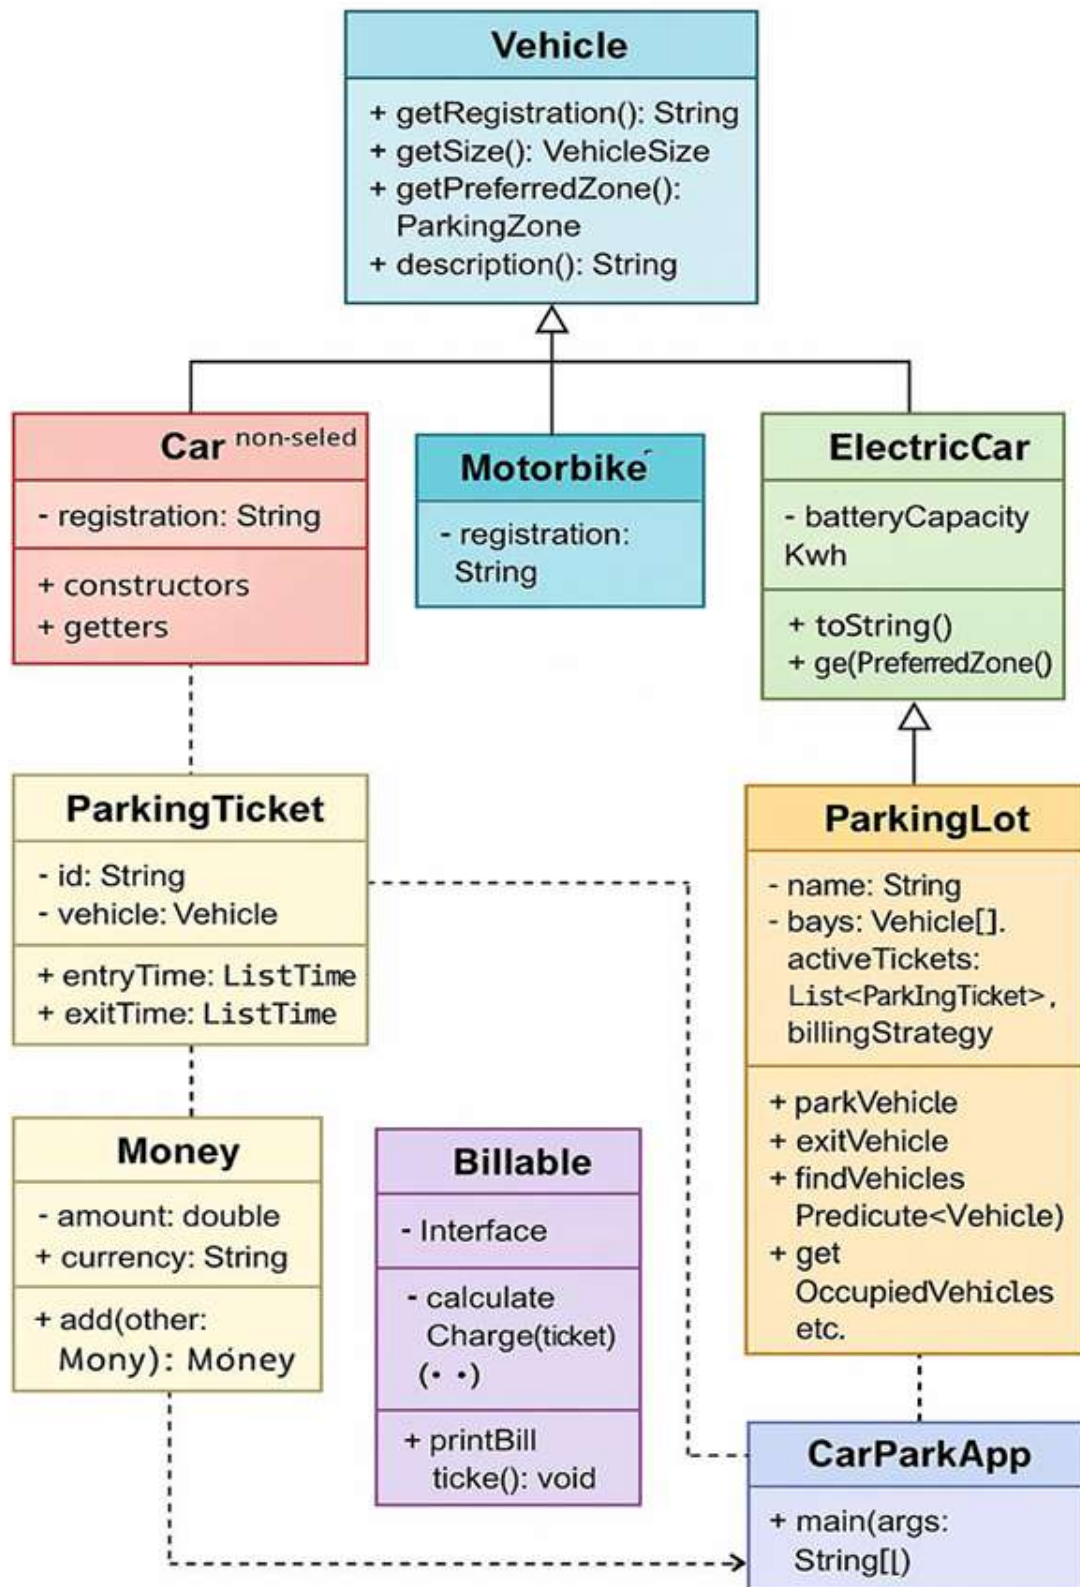 Vehicle
+ getRegistration(): String
+ getSize(): VehicleSize
+ getPreferredZone():
ParkingZone
+ description(): String
Car non-seled
- registration: String
+ constructors
+ getters
Motorbike
- registration:
String
ElectricCar
- batteryCapacity
Kwh
+ toString()
+ ge(PreferredZone()
ParkingTicket
- id: String
- vehicle: Vehicle
+ entryTime: ListTime
+ exitTime: ListTime
ParkingLot
- name: String
- bays: Vehicle[].
activeTickets:
List<ParkIngTicket>,
billingStrategy
+ parkVehicle
+ exitVehicle
+ findVehicles
Predicute<Vehicle)
+ get
OccupiedVehicles
etc.
Money
- amount: double
+ currency: String
+ add(other:
Mony): Móney
Billable
- Interface
- calculate
Charge(ticket)
(• •)
+ printBill
ticke(): void
CarParkApp
+ main(args:
String[[)